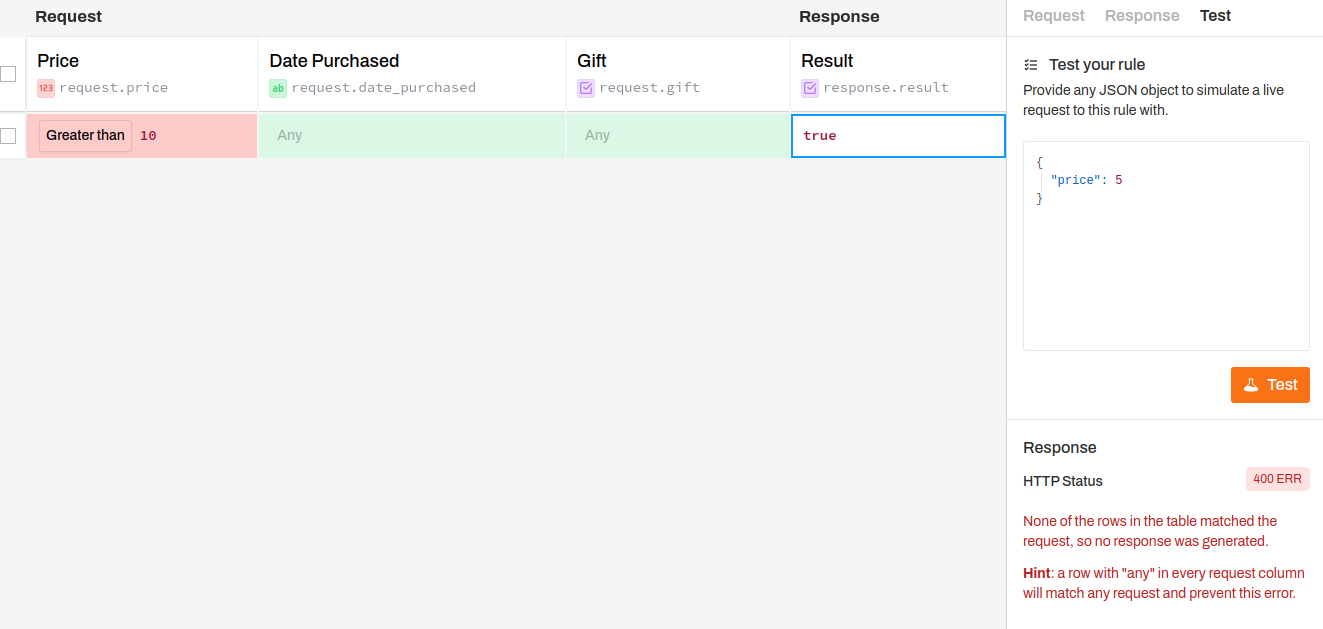 Request
Response
Price
Date Purchased
Gift
Result
123 request.price
ab request.date_purchased
request.gift
response.result
Greater than 10
Any
Any
true
Request Response Test
Test your rule
Provide any JSON object to simulate a live
request to this rule with.
{
"price": 5
}
Test
Response
HTTP Status
400 ERR
None of the rows in the table matched the
request, so no response was generated.
Hint: a row with "any" in every request column
will match any request and prevent this error.